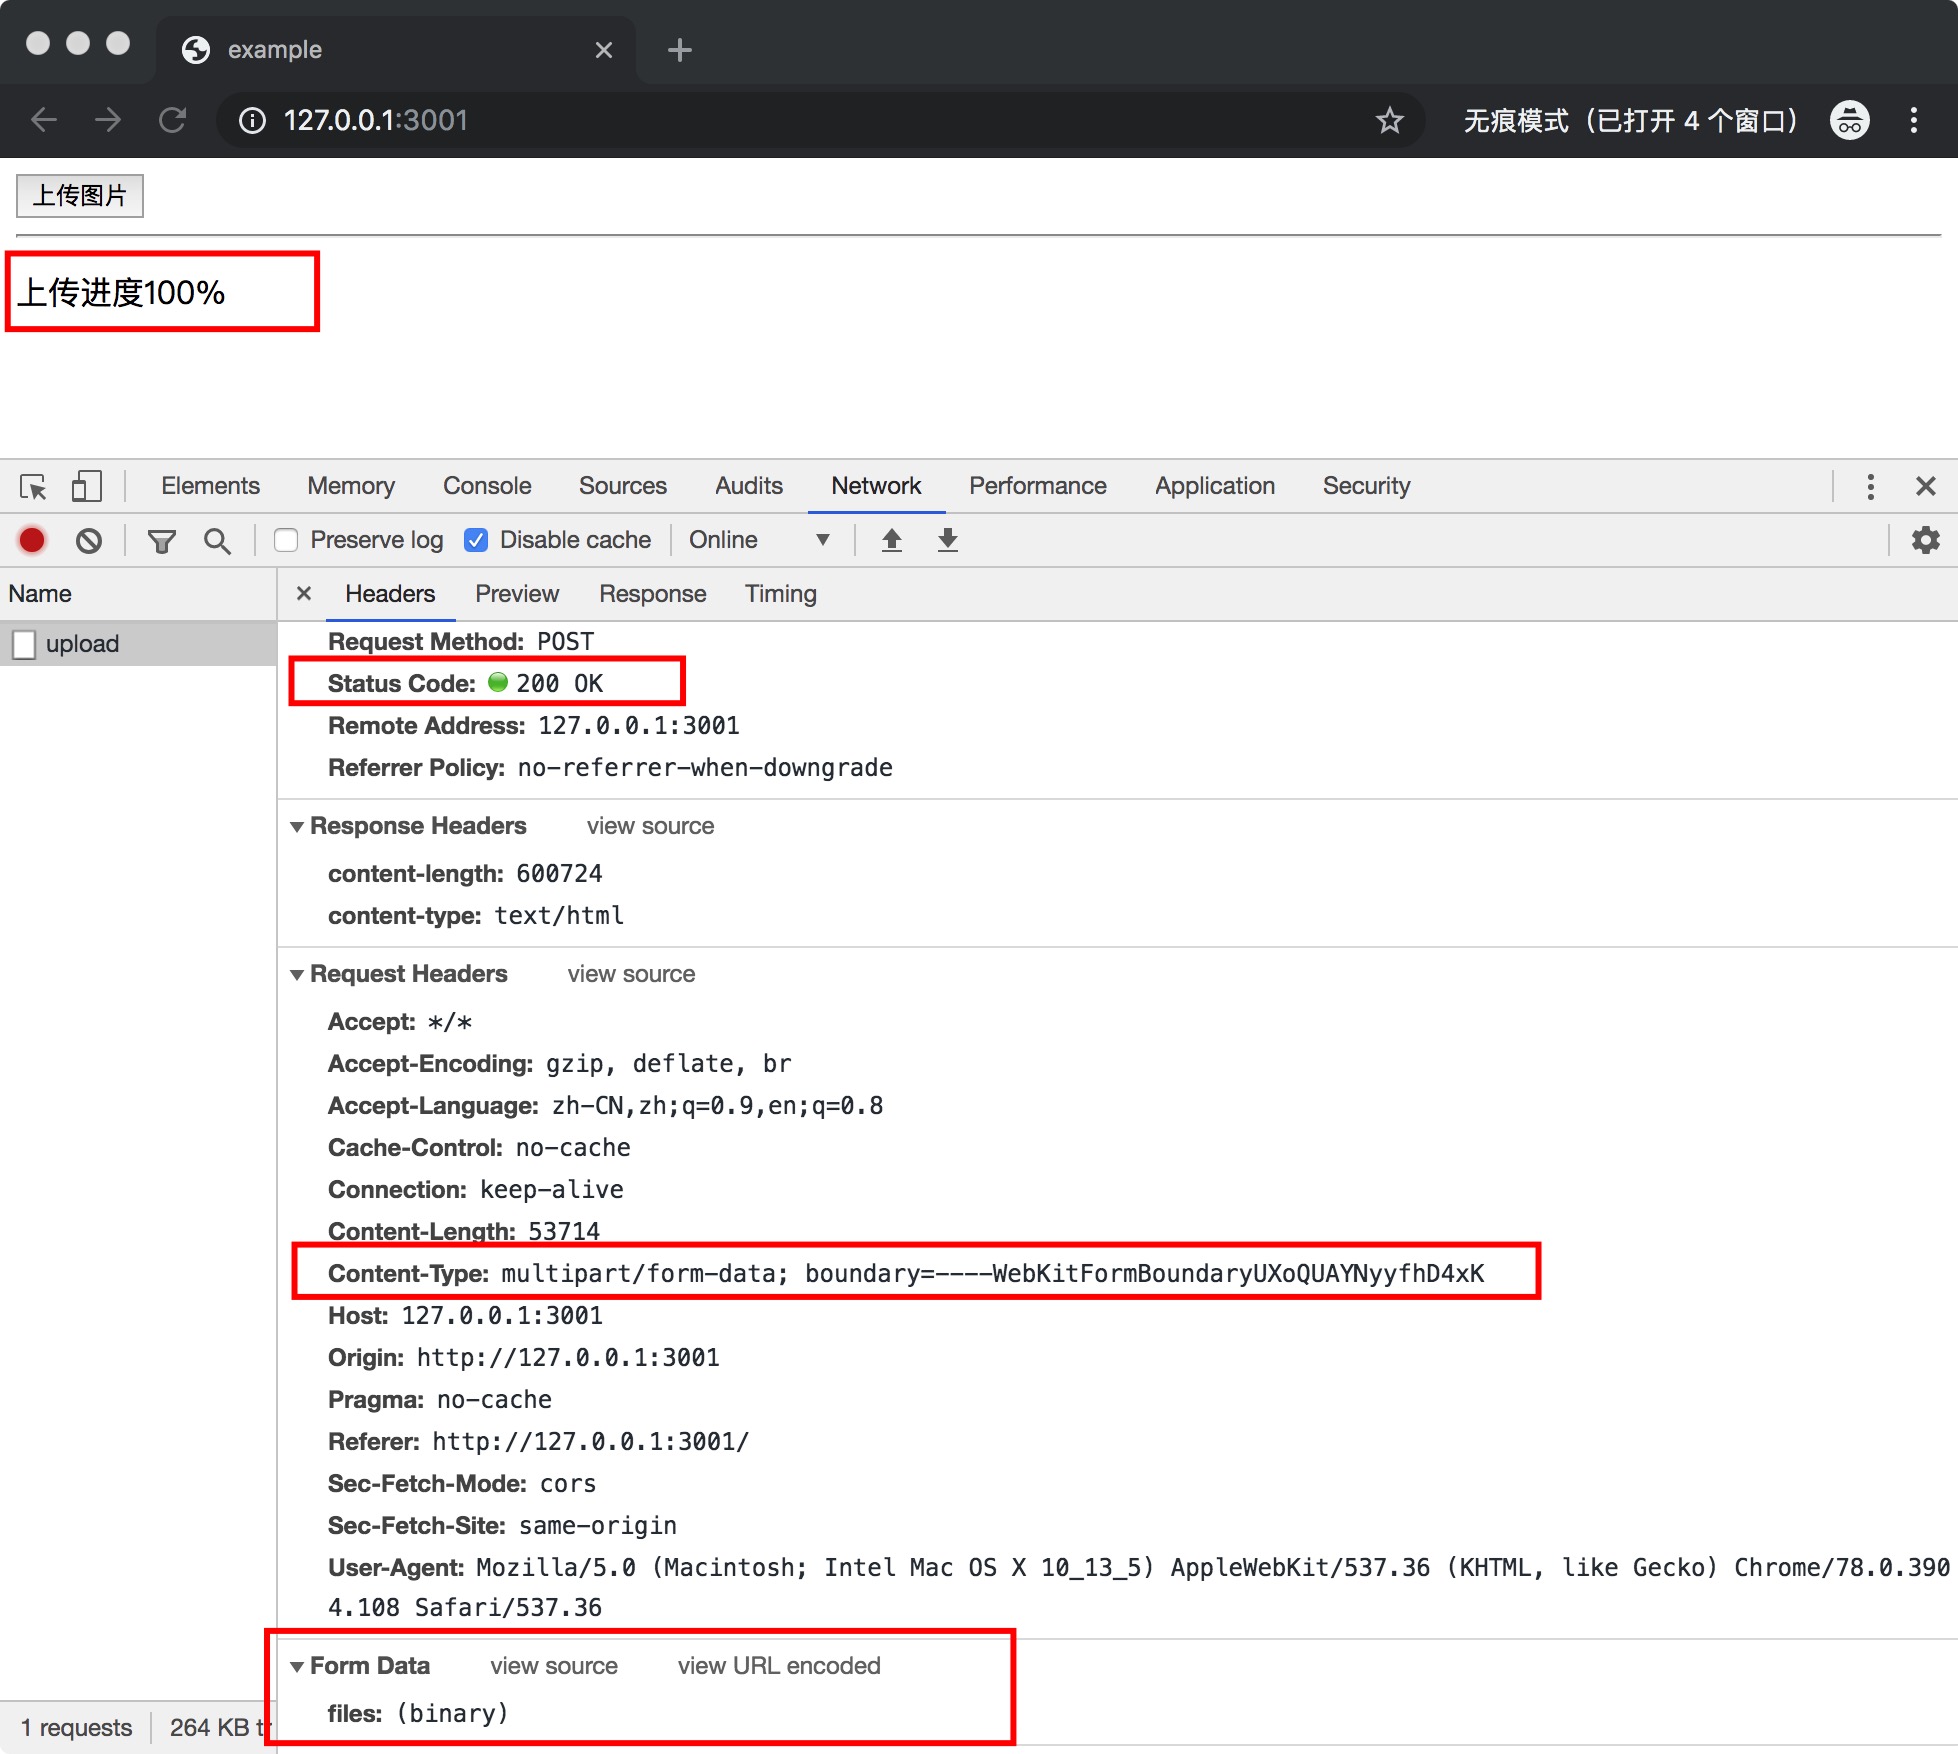 example
127.0.0.1:3001
无痕模式（已打开 4 个窗口）
上传图片
上传进度100%
Elements Memory Console Sources Audits Network Performance Application Security
Preserve log Disable cache Online
Name
Headers Preview Response Timing
upload
Request Method: POST
Status Code: 200 OK
Remote Address: 127.0.0.1:3001
Referrer Policy: no-referrer-when-downgrade
Response Headers view source
content-length: 600724
content-type: text/html
Request Headers view source
Accept: */*
Accept-Encoding: gzip, deflate, br
Accept-Language: zh-CN,zh;q=0.9,en;q=0.8
Cache-Control: no-cache
Connection: keep-alive
Content-Length: 53714
Content-Type: multipart/form-data; boundary=----WebKitFormBoundaryUXoQUAYNyyfhD4xK
Host: 127.0.0.1:3001
Origin: http://127.0.0.1:3001
Pragma: no-cache
Referer: http://127.0.0.1:3001/
Sec-Fetch-Mode: cors
Sec-Fetch-Site: same-origin
User-Agent: Mozilla/5.0 (Macintosh; Intel Mac OS X 10_13_5) AppleWebKit/537.36 (KHTML, like Gecko) Chrome/78.0.390
4.108 Safari/537.36
Form Data view source view URL encoded
files: (binary)
1 requests 264 KB